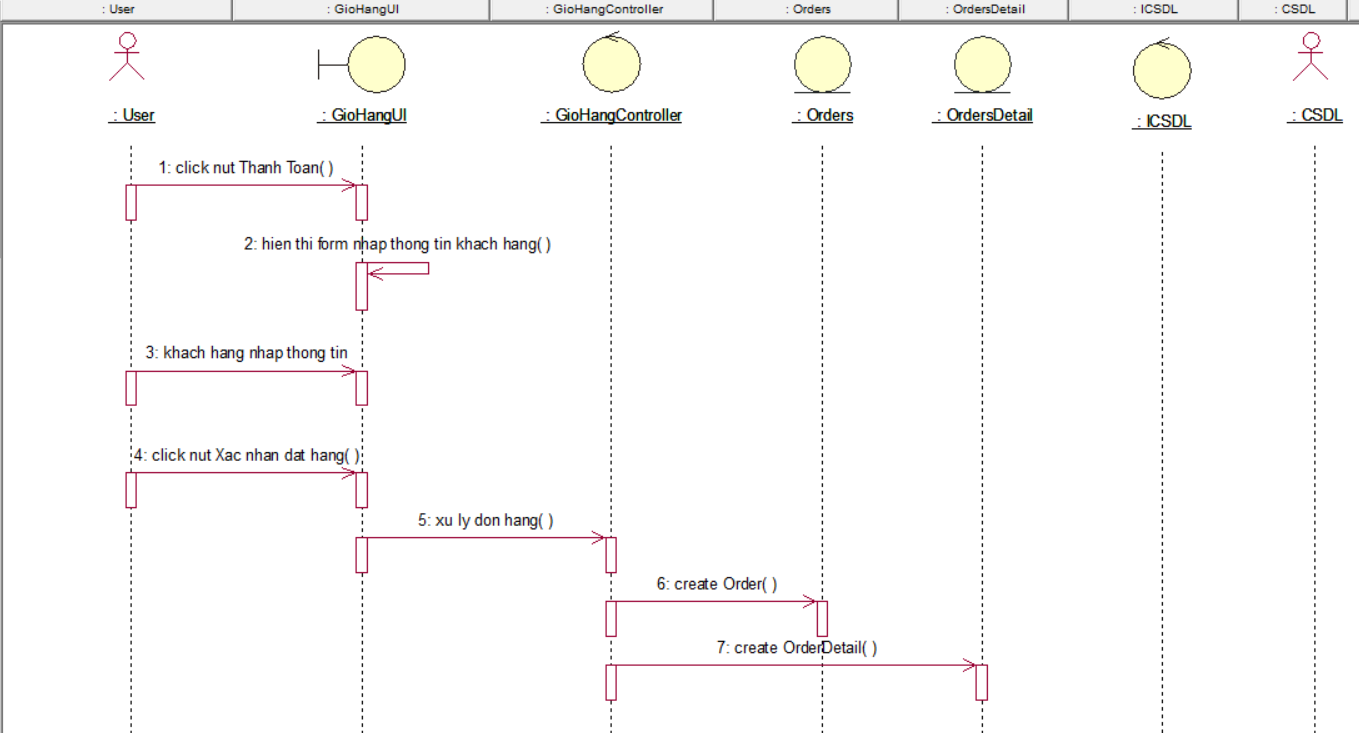 : User
: GioHangUI
: GioHangController
: Orders
: OrdersDetail
: ICSDL
: CSDL
: User
: GioHangUI
: GioHangController
: Orders
: OrdersDetail
: ICSDL
: CSDL
1: click nut Thanh Toan( )
2: hien thi form nhap thong tin khach hang( )
3: khach hang nhap thong tin
4: click nut Xac nhan dat hang( )
5: xu ly don hang( )
6: create Order( )
7: create OrderDetail( )